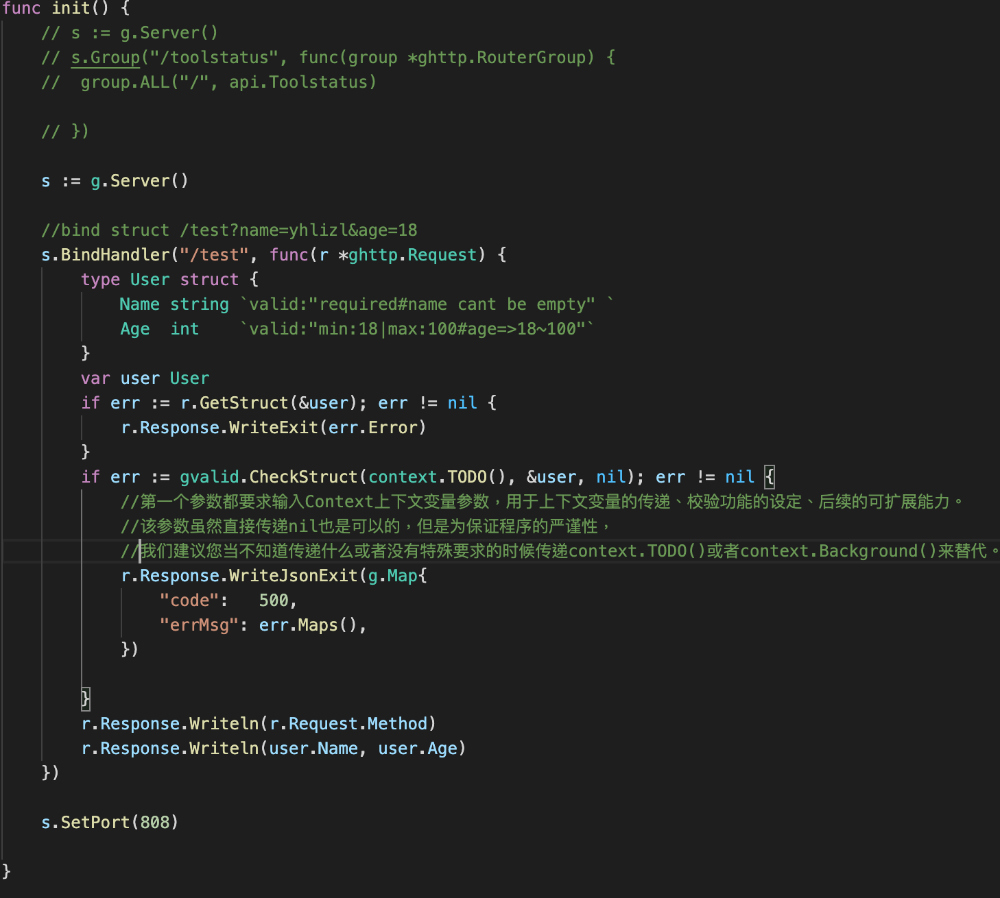 func init() {
    // s := g.Server()
    // s.Group("/toolstatus", func(group *ghttp.RouterGroup) {
    //  group.ALL("/", api.Toolstatus)

    // })

    s := g.Server()

    //bind struct /test?name=yhlizl&age=18
    s.BindHandler("/test", func(r *ghttp.Request) {
        type User struct {
            Name string `valid:"required#name cant be empty" `
            Age  int    `valid:"min:18|max:100#age=>18~100"`
        }
        var user User
        if err := r.GetStruct(&user); err != nil {
            r.Response.WriteExit(err.Error)
        }
        if err := gvalid.CheckStruct(context.TODO(), &user, nil); err != nil {
            //第一个参数都要求输入Context上下文变量参数，用于上下文变量的传递、校验功能的设定、后续的可扩展能力。
            //该参数虽然直接传递nil也是可以的，但是为保证程序的严谨性，
            //我们建议您当不知道传递什么或者没有特殊要求的时候传递context.TODO()或者context.Background()来替代。
            r.Response.WriteJsonExit(g.Map{
                "code":   500,
                "errMsg": err.Maps(),
            })

        }
        r.Response.Writeln(r.Request.Method)
        r.Response.Writeln(user.Name, user.Age)
    })

    s.SetPort(808)

}